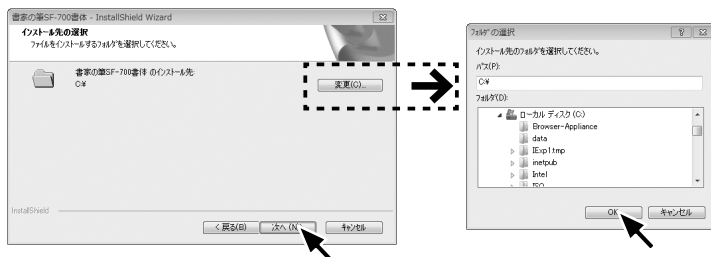 書家の筆SF-700書体 - InstallShield Wizard
インストール先の選択
ファイルをインストールするフォルダを選択してください。
書家の筆SF-700書体 のインストール先:
C:¥
変更(C)...
InstallShield
< 戻る(B)
次へ (N)
キャンセル
フォルダの選択
インストール先のフォルダを選択してください。
パス(P):
C:¥
フォルダ(D):
ローカル ディスク (C:)
Browser-Appliance
data
IExp1.tmp
inetpub
Intel
ISO
OK
キャンセル